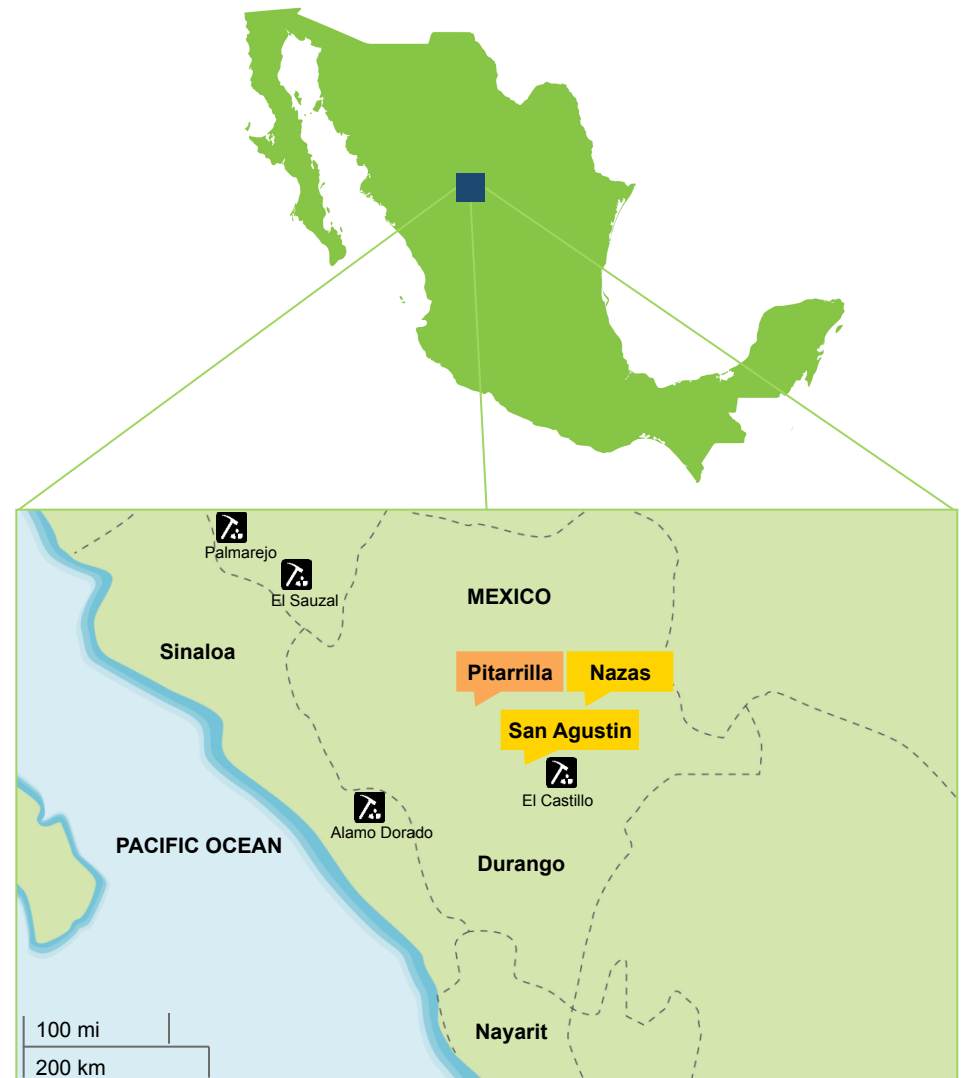 Palmarejo
El Sauzal
MEXICO
Sinaloa
Pitarrilla
Nazas
San Agustin
El Castillo
Alamo Dorado
PACIFIC OCEAN
Durango
100 mi
Nayarit
200 km